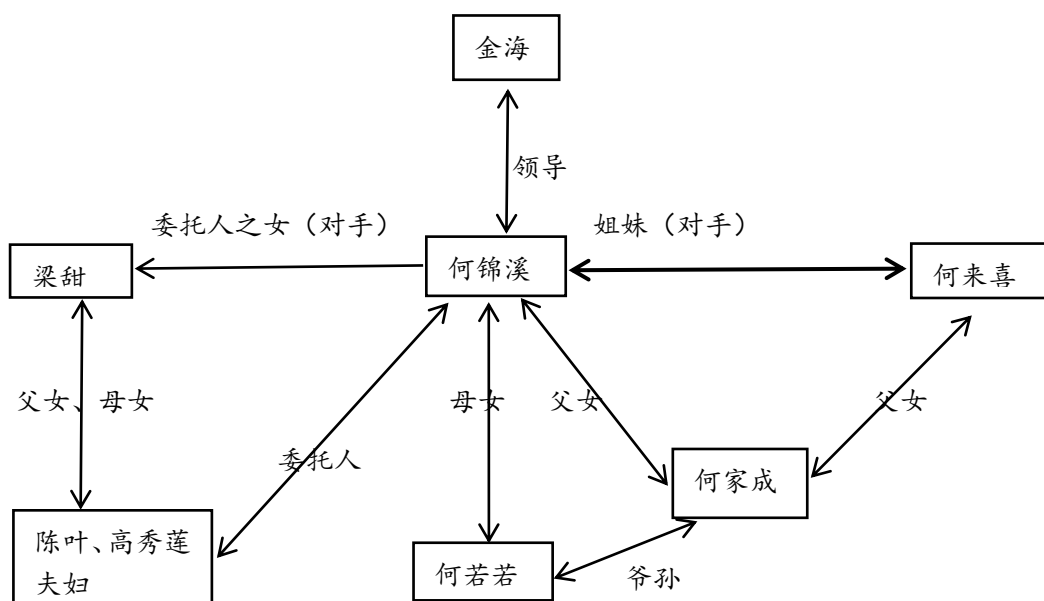 金海
领导
委托人之女（对手）
姐妹（对手）
梁甜
何锦溪
何来喜
父女、母女
母女
父女
父女
委托人
何家成
陈叶、高秀莲
夫妇
何若若
爷孙